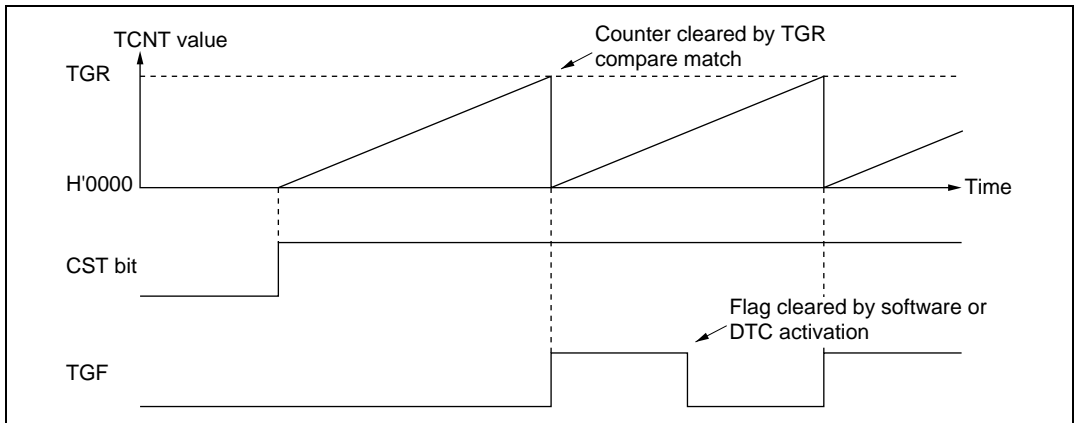 TCNT value
Counter cleared by TGR
compare match
TGR
H'0000
Time
CST bit
Flag cleared by software or
DTC activation
TGF